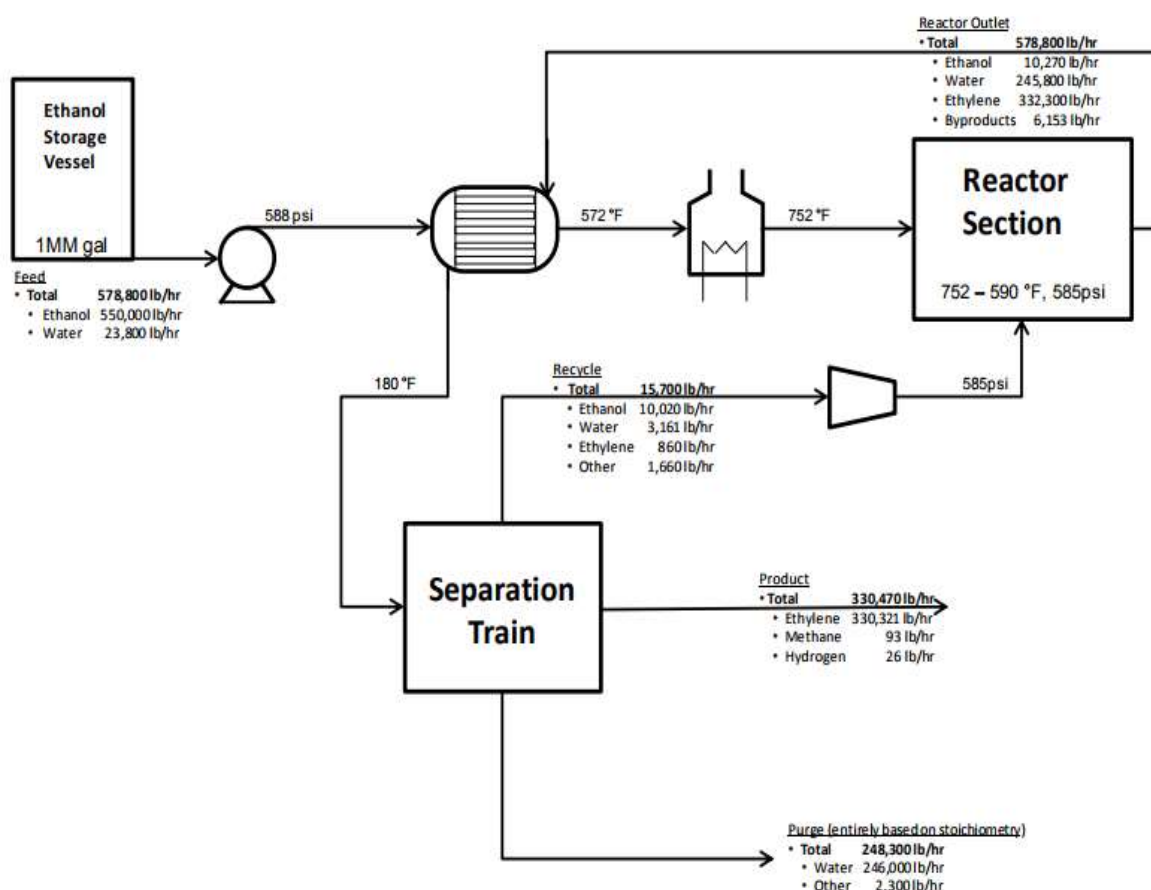 Reactor Outlet
• Total 578,800 lb/hr
• Ethanol 10,270 lb/hr
• Water 245,800 lb/hr
• Ethylene 332,300 lb/hr
• Byproducts 6,153 lb/hr
Ethanol
Storage
Vessel
1MM gal
588 psi
572 °F
752 °F
Reactor
Section
752 – 590 °F, 585psi
Feed
• Total 578,800 lb/hr
• Ethanol 550,000 lb/hr
• Water 23,800 lb/hr
180 °F
Recycle
• Total 15,700 lb/hr
• Ethanol 10,020 lb/hr
• Water 3,161 lb/hr
• Ethylene 860 lb/hr
• Other 1,660 lb/hr
585psi
Separation
Train
Product
• Total 330,470 lb/hr
• Ethylene 330,321 lb/hr
• Methane 93 lb/hr
• Hydrogen 26 lb/hr
Purge (entirely based on stoichiometry)
• Total 248,300 lb/hr
• Water 246,000 lb/hr
• Other 2,300 lb/hr